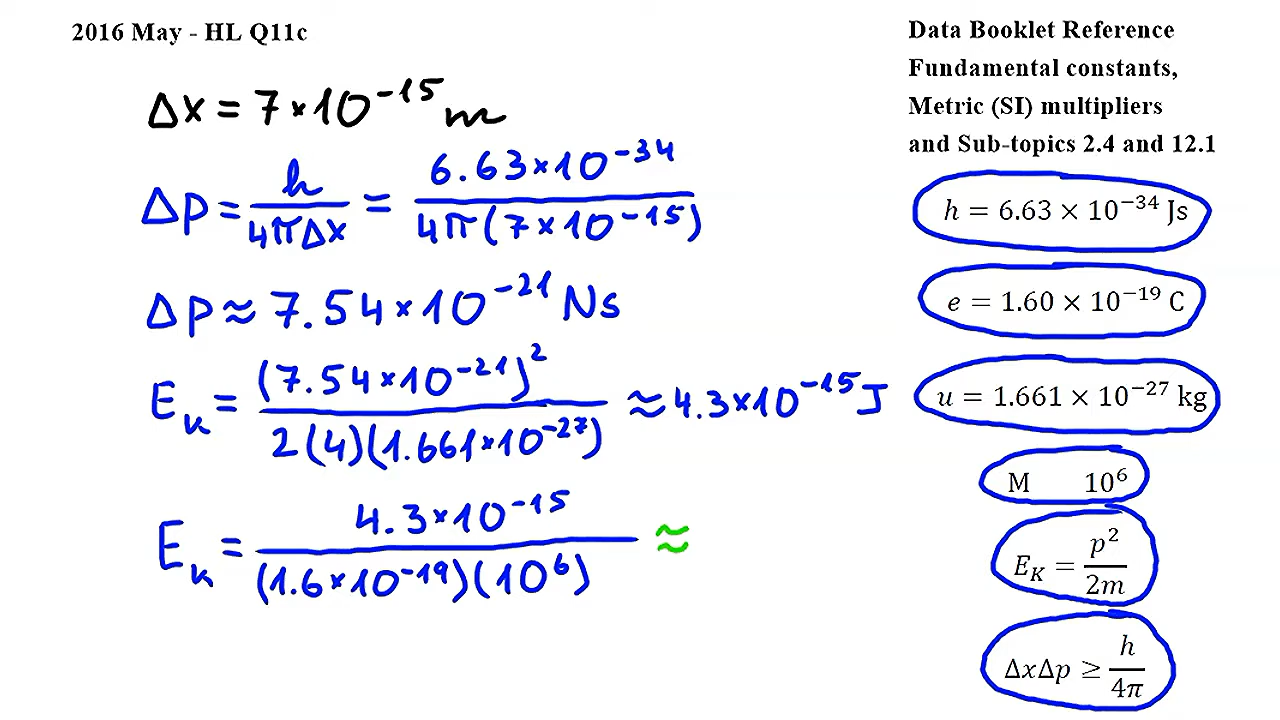 2016 May - HL Q11c
Δx = 7×10⁻¹⁵ m
Δp = h/4πΔx = 6.63×10⁻³⁴/4π(7×10⁻¹⁵)
Δp ≈ 7.54×10⁻²¹ Ns
Eₖ = (7.54×10⁻²¹)²/2(4)(1.661×10⁻²⁷) ≈ 4.3×10⁻¹⁵ J
Eₖ = 4.3×10⁻¹⁵/(1.6×10⁻¹⁹)(10⁶) ≈
Data Booklet Reference
Fundamental constants,
Metric (SI) multipliers
and Sub-topics 2.4 and 12.1
h = 6.63 × 10⁻³⁴ Js
e = 1.60 × 10⁻¹⁹ C
u = 1.661 × 10⁻²⁷ kg
M 10⁶
E_K = p²/2m
ΔxΔp ≥ h/4π